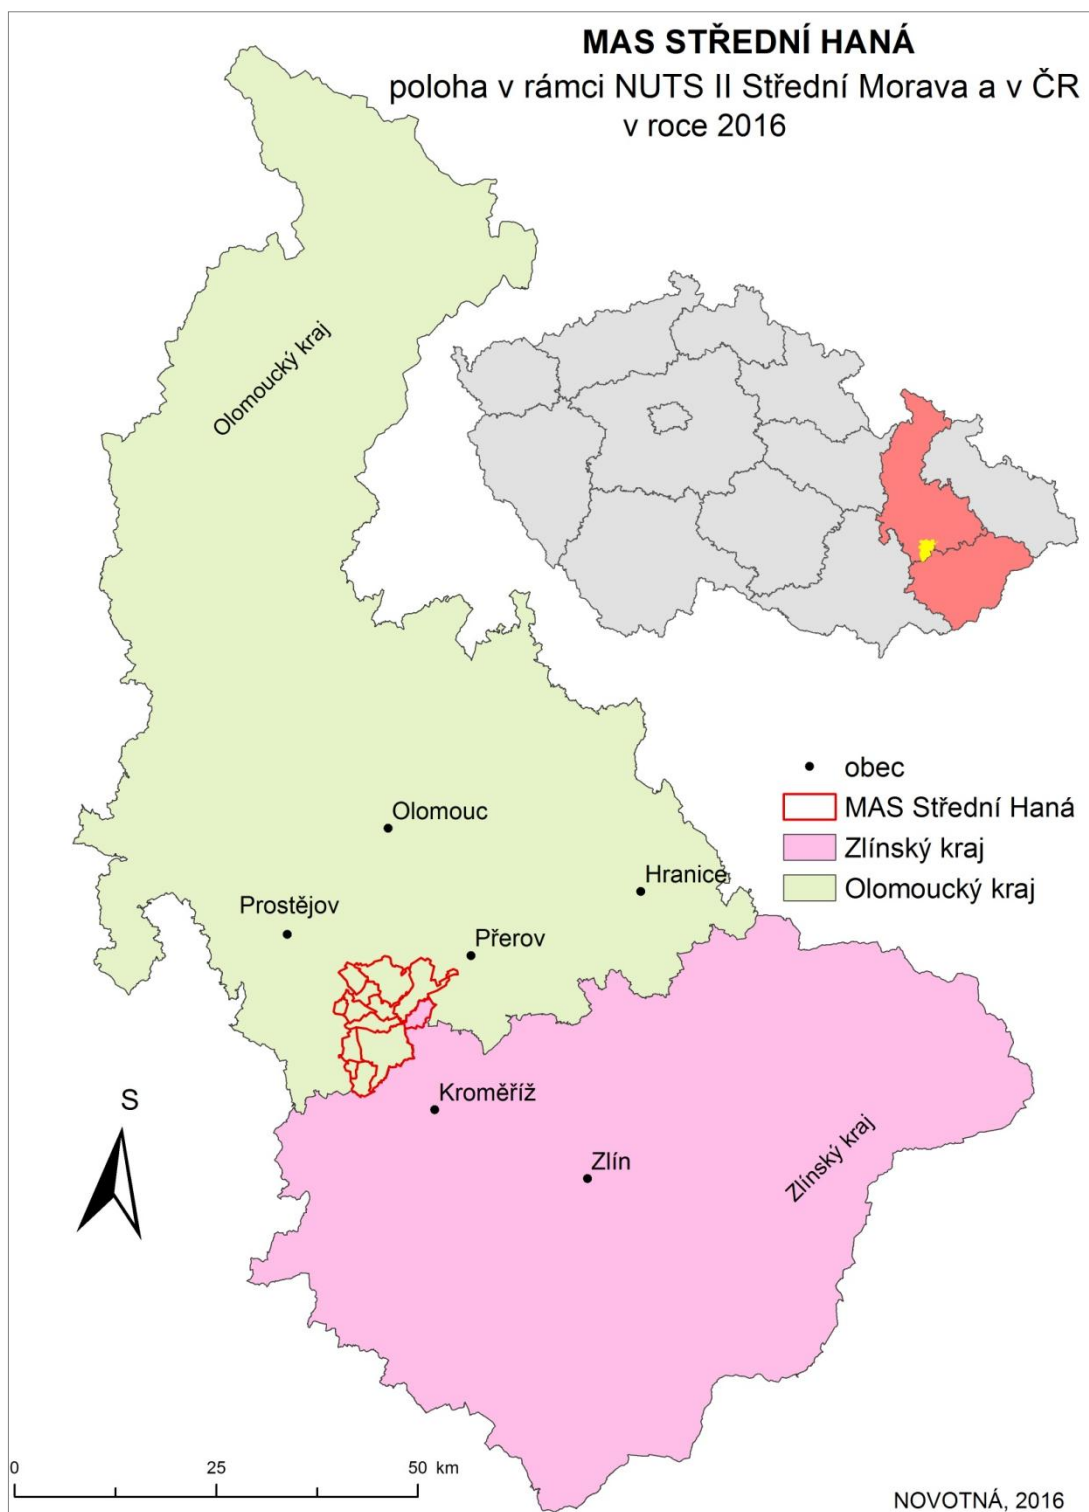 MAS STŘEDNÍ HANÁ
poloha v rámci NUTS II Střední Morava a v ČR
v roce 2016
Olomoucký kraj
obec
MAS Střední Haná
Zlínský kraj
Olomoucký kraj
Olomouc
Hranice
Prostějov
Přerov
Kroměříž
Zlín
Zlínský kraj
S
0 25 50 km
NOVOTNÁ, 2016